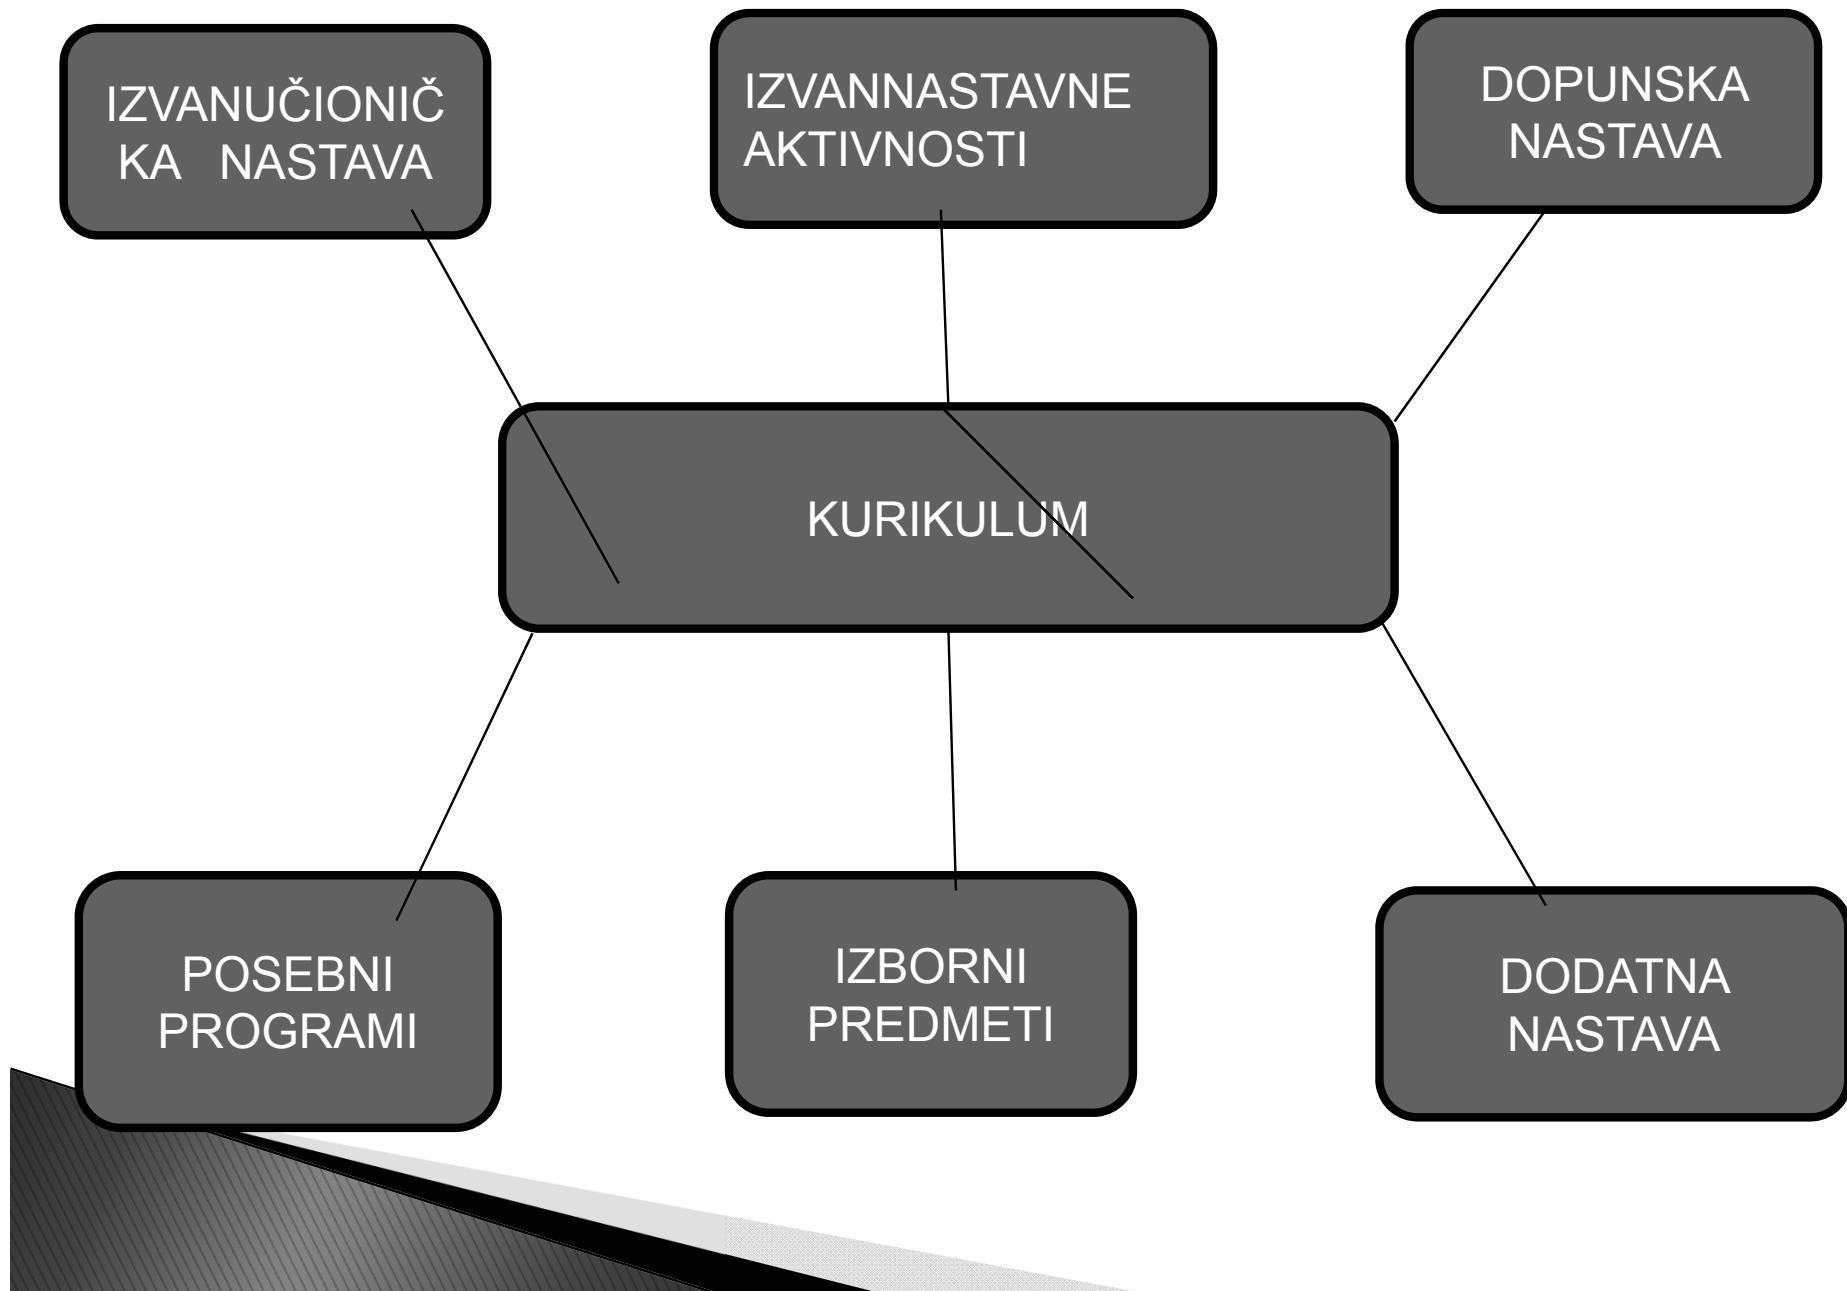 IZVANUČIONIČ
KA NASTAVA
IZVANNASTAVNE
AKTIVNOSTI
DOPUNSKA
NASTAVA
KURIKULUM
POSEBNI
PROGRAMI
IZBORNI
PREDMETI
DODATNA
NASTAVA